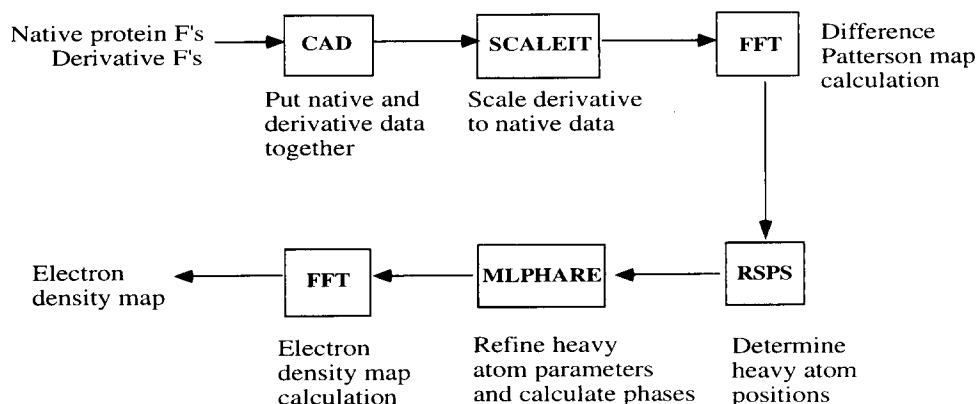 Native protein F's
Derivative F's
CAD
Put native and
derivative data
together
SCALEIT
Scale derivative
to native data
FFT
Difference
Patterson map
calculation
RSPS
Determine
heavy atom
positions
MLPHARE
Refine heavy
atom parameters
and calculate phases
FFT
Electron
density map
calculation
Electron
density map